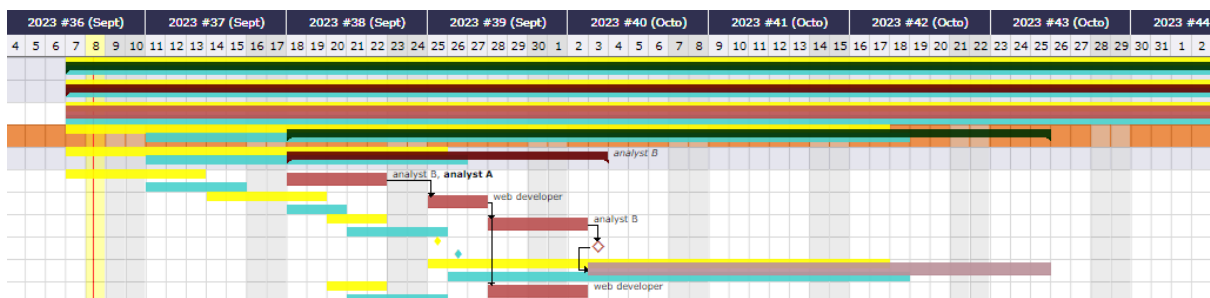 2023 #36 (Sept) 2023 #37 (Sept) 2023 #38 (Sept) 2023 #39 (Sept) 2023 #40 (Octo) 2023 #41 (Octo) 2023 #42 (Octo) 2023 #43 (Octo) 2023 #44
4 5 6 7 8 9 10 11 12 13 14 15 16 17 18 19 20 21 22 23 24 25 26 27 28 29 30 1 2 3 4 5 6 7 8 9 10 11 12 13 14 15 16 17 18 19 20 21 22 23 24 25 26 27 28 29 30 31 1 2
analyst B
analyst B, analyst A
web developer
analyst B
web developer